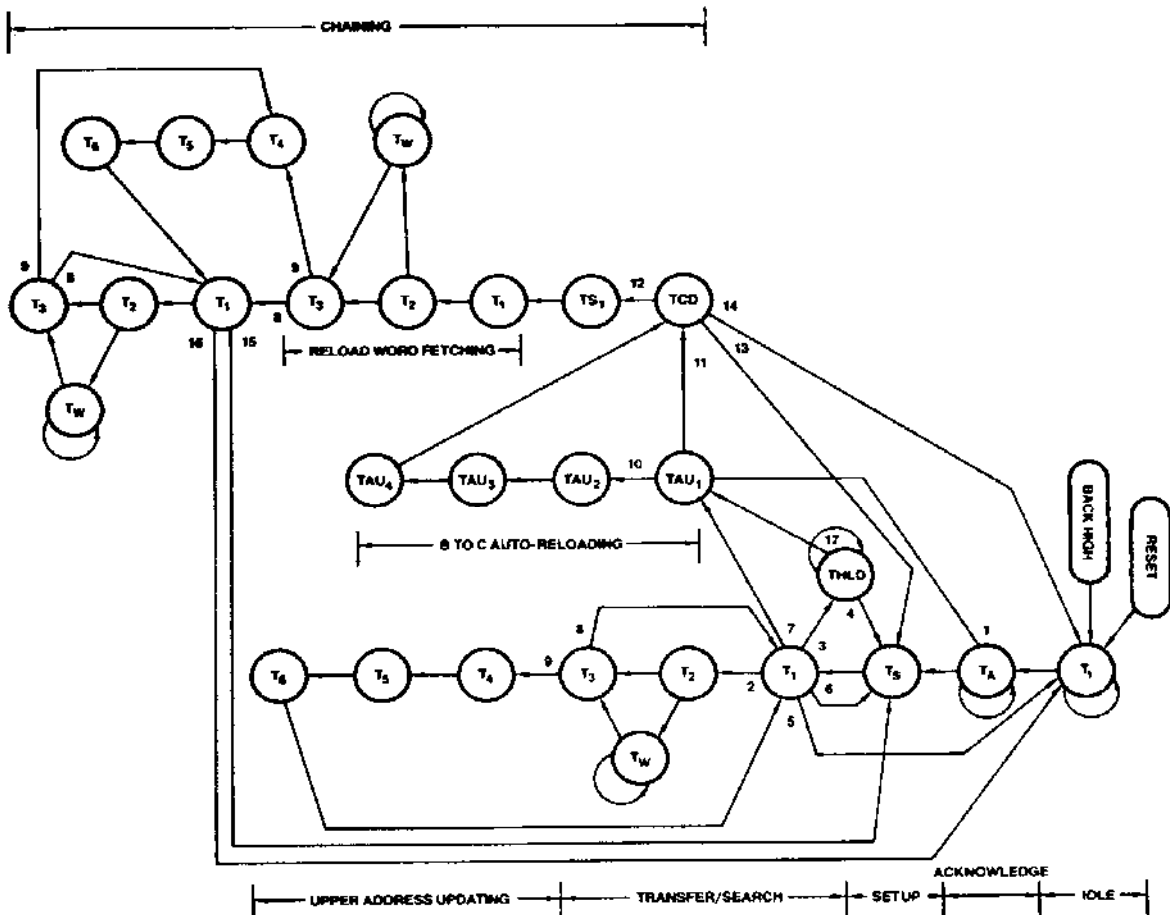 CHAINING
T6
T5
T4
TW
9
8
9
12
14
T3
T2
T1
T3
T2
T1
TS1
TCD
16
15
8
13
RELOAD WORD FETCHING
11
TW
10
TAU4
TAU3
TAU2
TAU1
BACK HIGH
RESET
B TO C AUTO-RELOADING
17
THLD
4
8
7
3
1
9
T6
T5
T4
T3
T2
2
T1
6
TS
TA
5
TW
ACKNOWLEDGE
UPPER ADDRESS UPDATING
TRANSFER/SEARCH
SETUP
IDLE